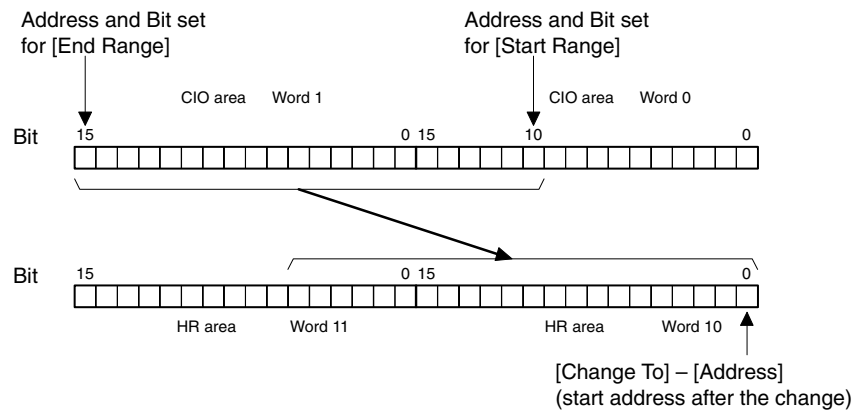 Address and Bit set
for [End Range]
Address and Bit set
for [Start Range]
CIO area Word 1
CIO area Word 0
Bit
15 0 15 10 0
Bit
15 0 15 0
HR area Word 11
HR area Word 10
[Change To] – [Address]
(start address after the change)